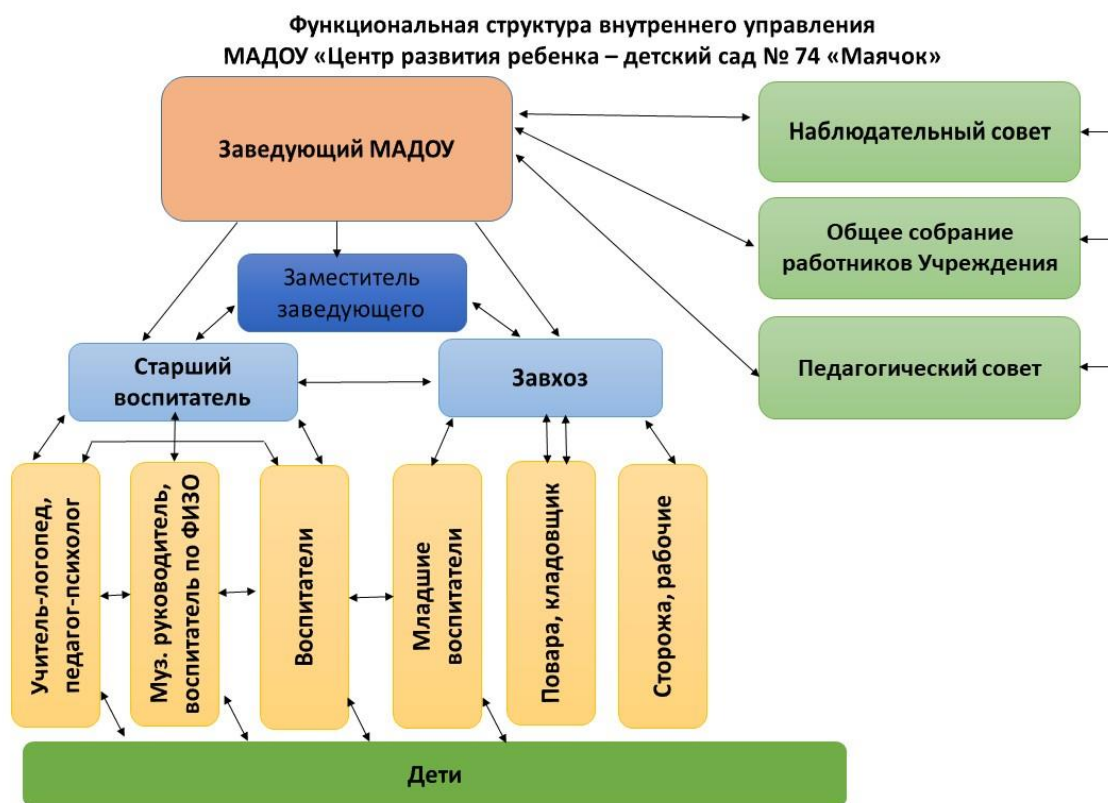 Функциональная структура внутреннего управления
МАДОУ «Центр развития ребенка – детский сад № 74 «Маячок»
Заведующий МАДОУ
Наблюдательный совет
Общее собрание
работников Учреждения
Педагогический совет
Заместитель
заведующего
Старший
воспитатель
Завхоз
Учитель-логопед,
педагог-психолог
Муз. руководитель,
воспитатель по ФИЗО
Воспитатели
Младшие
воспитатели
Повара, кладовщик
Сторожа, рабочие
Дети